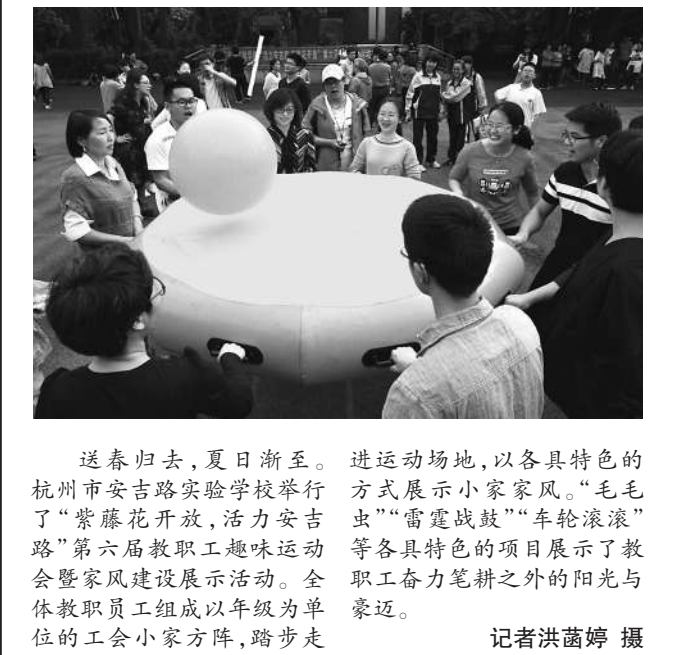 送春归去,夏日渐至。
杭州市安吉路实验学校举行
了“紫藤花开放,活力安吉
路”第六届教职工趣味运动
会暨家风建设展示活动。全
体教职员工组成以年级为单
位的工会小家方阵,踏步走
进运动场地,以各具特色的
方式展示小家家风。“毛毛
虫”“雷霆战鼓”“车轮滚滚”
等各具特色的项目展示了教
职工奋力笔耕之外的阳光与
豪迈。
记者洪菡婷 摄